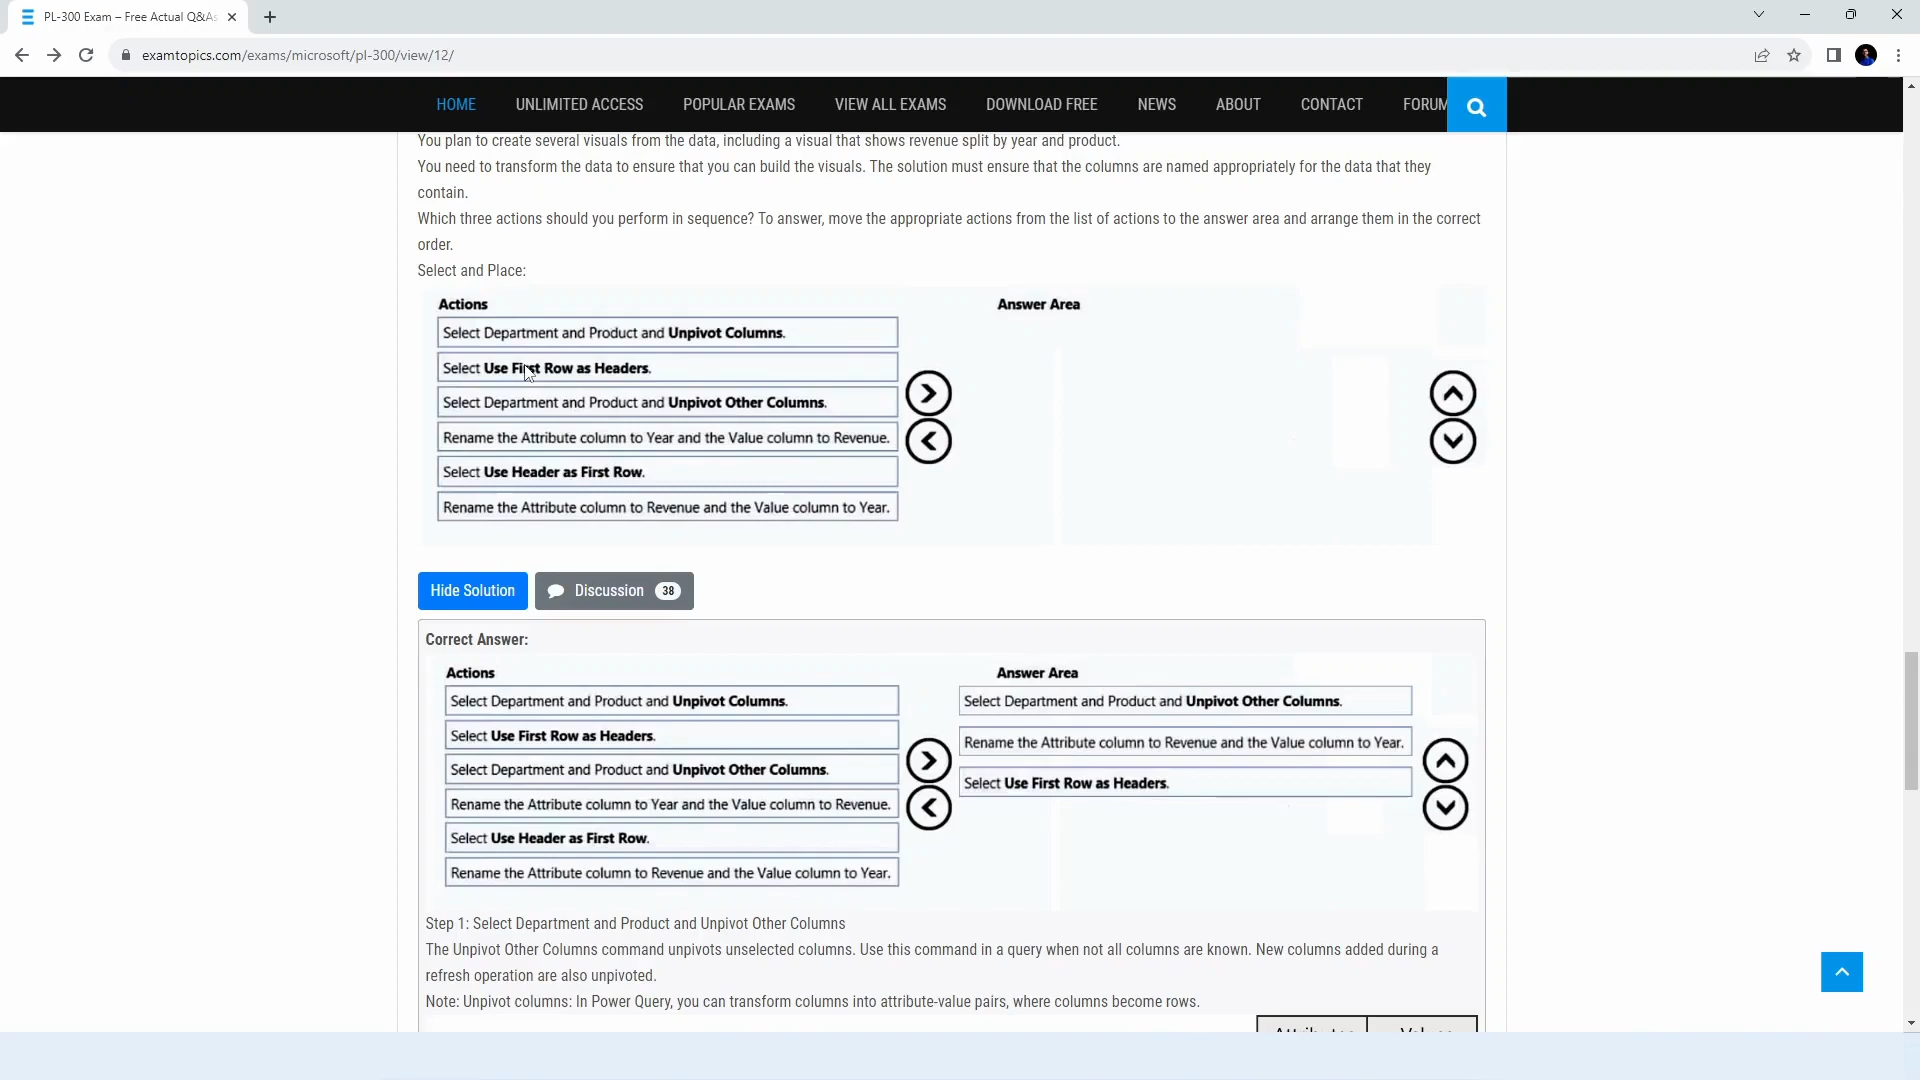 PL-300 Exam – Free Actual Q&As
examtopics.com/exams/microsoft/pl-300/view/12/
HOME UNLIMITED ACCESS POPULAR EXAMS VIEW ALL EXAMS DOWNLOAD FREE NEWS ABOUT CONTACT FORUM
You plan to create several visuals from the data, including a visual that shows revenue split by year and product.
You need to transform the data to ensure that you can build the visuals. The solution must ensure that the columns are named appropriately for the data that they
contain.
Which three actions should you perform in sequence? To answer, move the appropriate actions from the list of actions to the answer area and arrange them in the correct
order.
Select and Place:
Actions Answer Area
Select Department and Product and Unpivot Columns.
Select Use First Row as Headers.
Select Department and Product and Unpivot Other Columns.
Rename the Attribute column to Year and the Value column to Revenue.
Select Use Header as First Row.
Rename the Attribute column to Revenue and the Value column to Year.
Hide Solution Discussion 38
Correct Answer:
Actions Answer Area
Select Department and Product and Unpivot Columns. Select Department and Product and Unpivot Other Columns.
Select Use First Row as Headers. Rename the Attribute column to Revenue and the Value column to Year.
Select Department and Product and Unpivot Other Columns. Select Use First Row as Headers.
Rename the Attribute column to Year and the Value column to Revenue.
Select Use Header as First Row.
Rename the Attribute column to Revenue and the Value column to Year.
Step 1: Select Department and Product and Unpivot Other Columns
The Unpivot Other Columns command unpivots unselected columns. Use this command in a query when not all columns are known. New columns added during a
refresh operation are also unpivoted.
Note: Unpivot columns: In Power Query, you can transform columns into attribute-value pairs, where columns become rows.